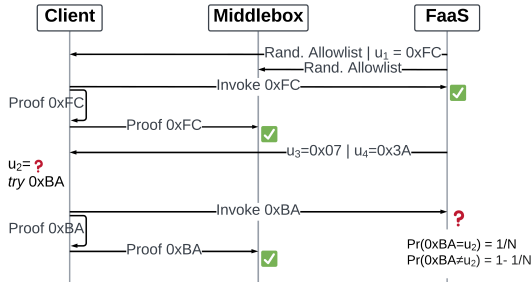 Client
Middlebox
FaaS
Rand. Allowlist | u₁ = 0xFC
Rand. Allowlist
Invoke 0xFC
Proof 0xFC
Proof 0xFC
u₃=0x07 | u₄=0x3A
u₂= ?
try 0xBA
Invoke 0xBA
?
Proof 0xBA
Proof 0xBA
Pr(0xBA=u₂) = 1/N
Pr(0xBA≠u₂) = 1- 1/N